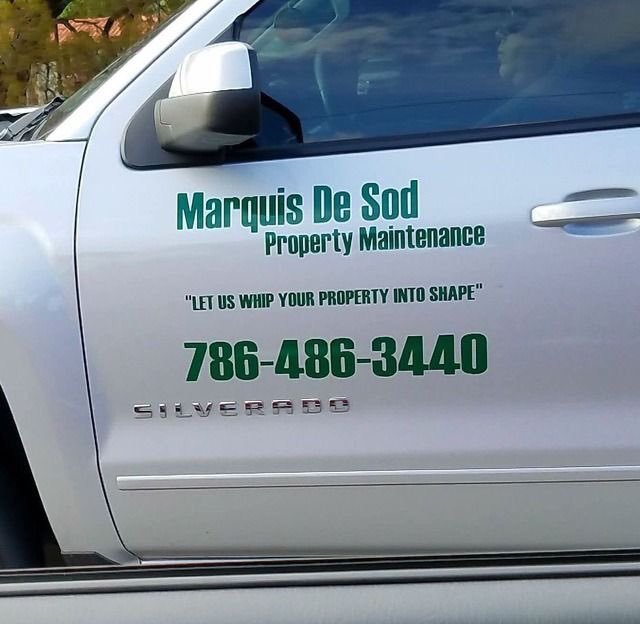 Marquis De Sod
Property Maintenance
"LET US WHIP YOUR PROPERTY INTO SHAPE"
786-486-3440
SILVERADO